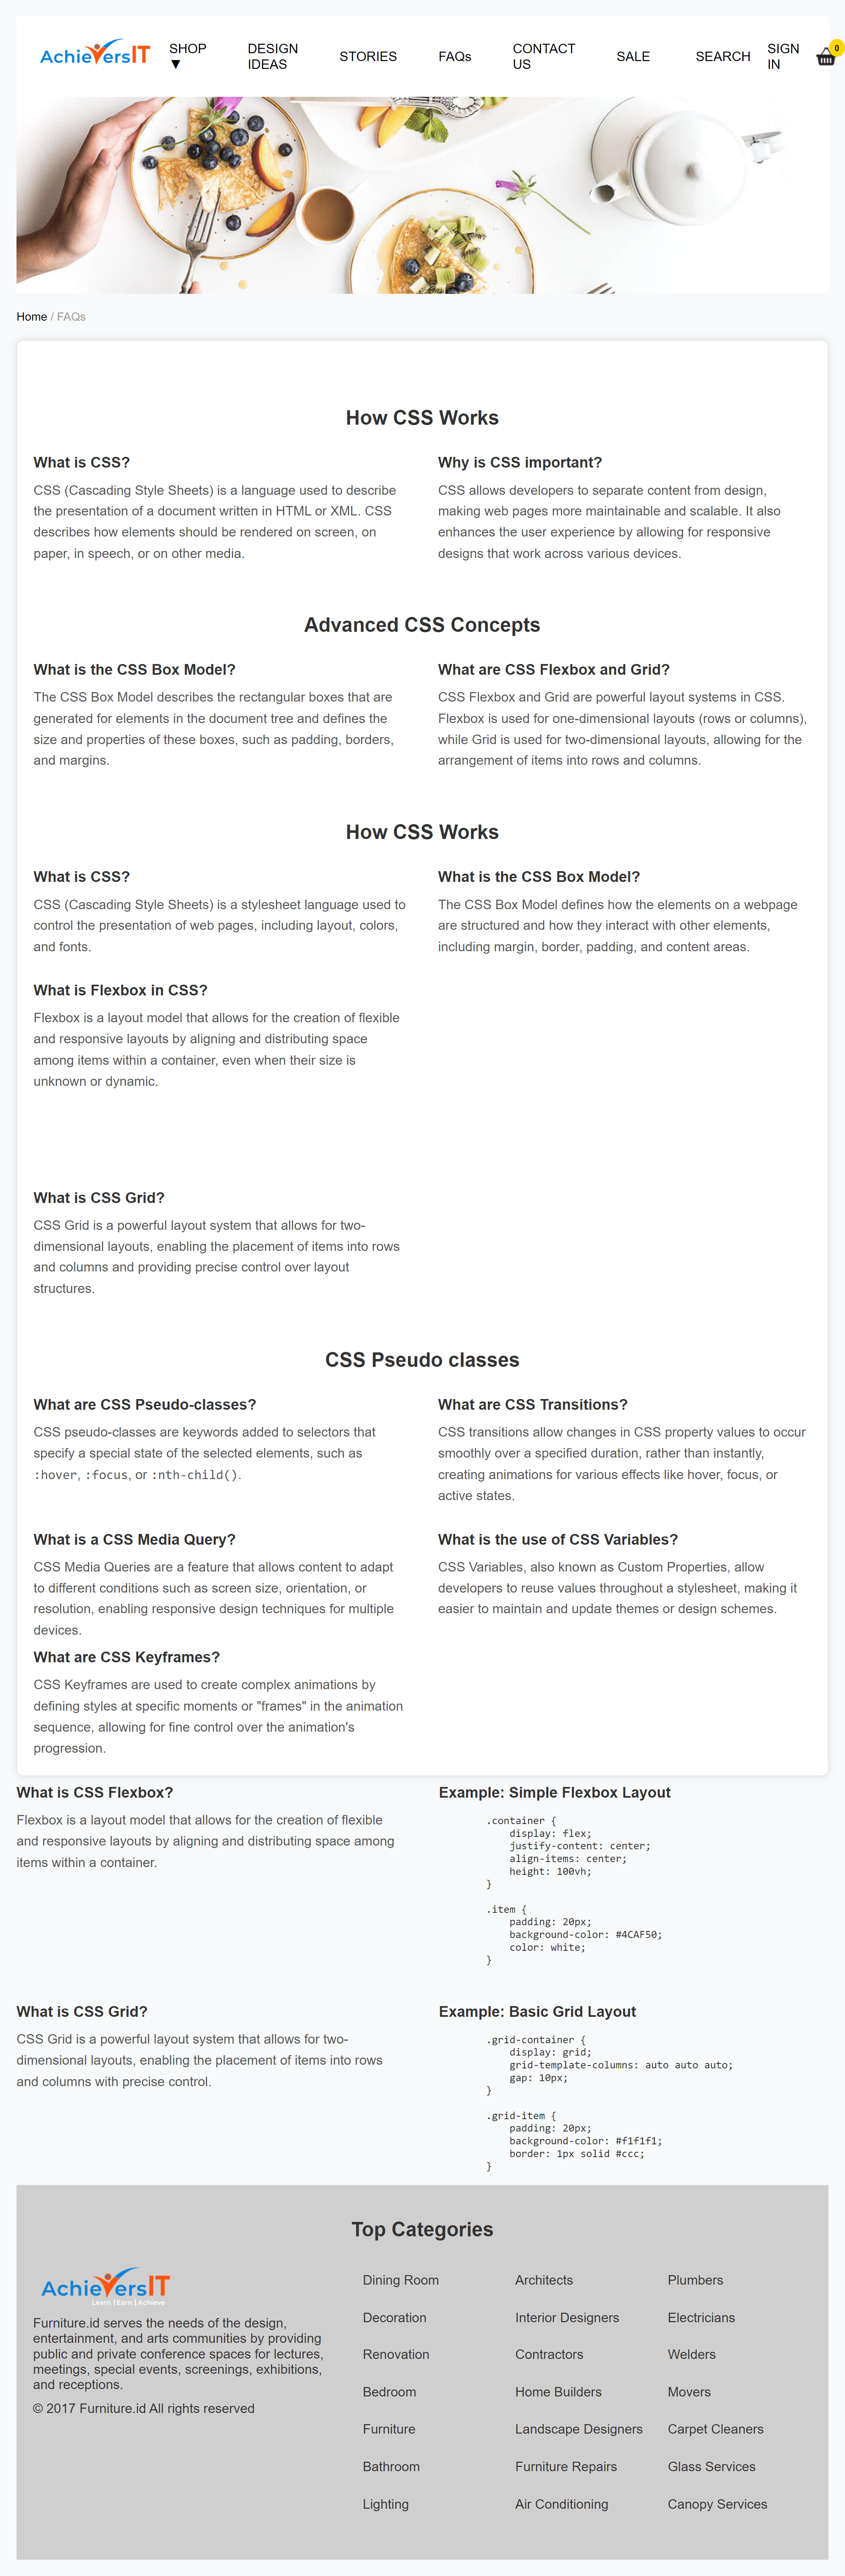 AchieversIT
SHOP ▼
DESIGN IDEAS
STORIES
FAQs
CONTACT US
SALE
SEARCH
SIGN IN
0
Home / FAQs
How CSS Works
What is CSS?
CSS (Cascading Style Sheets) is a language used to describe
the presentation of a document written in HTML or XML. CSS
describes how elements should be rendered on screen, on
paper, in speech, or on other media.
Why is CSS important?
CSS allows developers to separate content from design,
making web pages more maintainable and scalable. It also
enhances the user experience by allowing for responsive
designs that work across various devices.
Advanced CSS Concepts
What is the CSS Box Model?
The CSS Box Model describes the rectangular boxes that are
generated for elements in the document tree and defines the
size and properties of these boxes, such as padding, borders,
and margins.
What are CSS Flexbox and Grid?
CSS Flexbox and Grid are powerful layout systems in CSS.
Flexbox is used for one-dimensional layouts (rows or columns),
while Grid is used for two-dimensional layouts, allowing for the
arrangement of items into rows and columns.
How CSS Works
What is CSS?
CSS (Cascading Style Sheets) is a stylesheet language used to
control the presentation of web pages, including layout, colors,
and fonts.
What is the CSS Box Model?
The CSS Box Model defines how the elements on a webpage
are structured and how they interact with other elements,
including margin, border, padding, and content areas.
What is Flexbox in CSS?
Flexbox is a layout model that allows for the creation of flexible
and responsive layouts by aligning and distributing space
among items within a container, even when their size is
unknown or dynamic.
What is CSS Grid?
CSS Grid is a powerful layout system that allows for two-
dimensional layouts, enabling the placement of items into rows
and columns and providing precise control over layout
structures.
CSS Pseudo classes
What are CSS Pseudo-classes?
CSS pseudo-classes are keywords added to selectors that
specify a special state of the selected elements, such as
:hover, :focus, or :nth-child().
What are CSS Transitions?
CSS transitions allow changes in CSS property values to occur
smoothly over a specified duration, rather than instantly,
creating animations for various effects like hover, focus, or
active states.
What is a CSS Media Query?
CSS Media Queries are a feature that allows content to adapt
to different conditions such as screen size, orientation, or
resolution, enabling responsive design techniques for multiple
devices.
What is the use of CSS Variables?
CSS Variables, also known as Custom Properties, allow
developers to reuse values throughout a stylesheet, making it
easier to maintain and update themes or design schemes.
What are CSS Keyframes?
CSS Keyframes are used to create complex animations by
defining styles at specific moments or "frames" in the animation
sequence, allowing for fine control over the animation's
progression.
What is CSS Flexbox?
Flexbox is a layout model that allows for the creation of flexible
and responsive layouts by aligning and distributing space among
items within a container.
Example: Simple Flexbox Layout
.container {
display: flex;
justify-content: center;
align-items: center;
height: 100vh;
}
.item {
padding: 20px;
background-color: #4CAF50;
color: white;
}
What is CSS Grid?
CSS Grid is a powerful layout system that allows for two-
dimensional layouts, enabling the placement of items into rows
and columns with precise control.
Example: Basic Grid Layout
.grid-container {
display: grid;
grid-template-columns: auto auto auto;
gap: 10px;
}
.grid-item {
padding: 20px;
background-color: #f1f1f1;
border: 1px solid #ccc;
}
Top Categories
AchieversIT
Learn | Earn | Achieve
Furniture.id serves the needs of the design,
entertainment, and arts communities by providing
public and private conference spaces for lectures,
meetings, special events, screenings, exhibitions,
and receptions.
© 2017 Furniture.id All rights reserved
Dining Room
Decoration
Renovation
Bedroom
Furniture
Bathroom
Lighting
Architects
Interior Designers
Contractors
Home Builders
Landscape Designers
Furniture Repairs
Air Conditioning
Plumbers
Electricians
Welders
Movers
Carpet Cleaners
Glass Services
Canopy Services